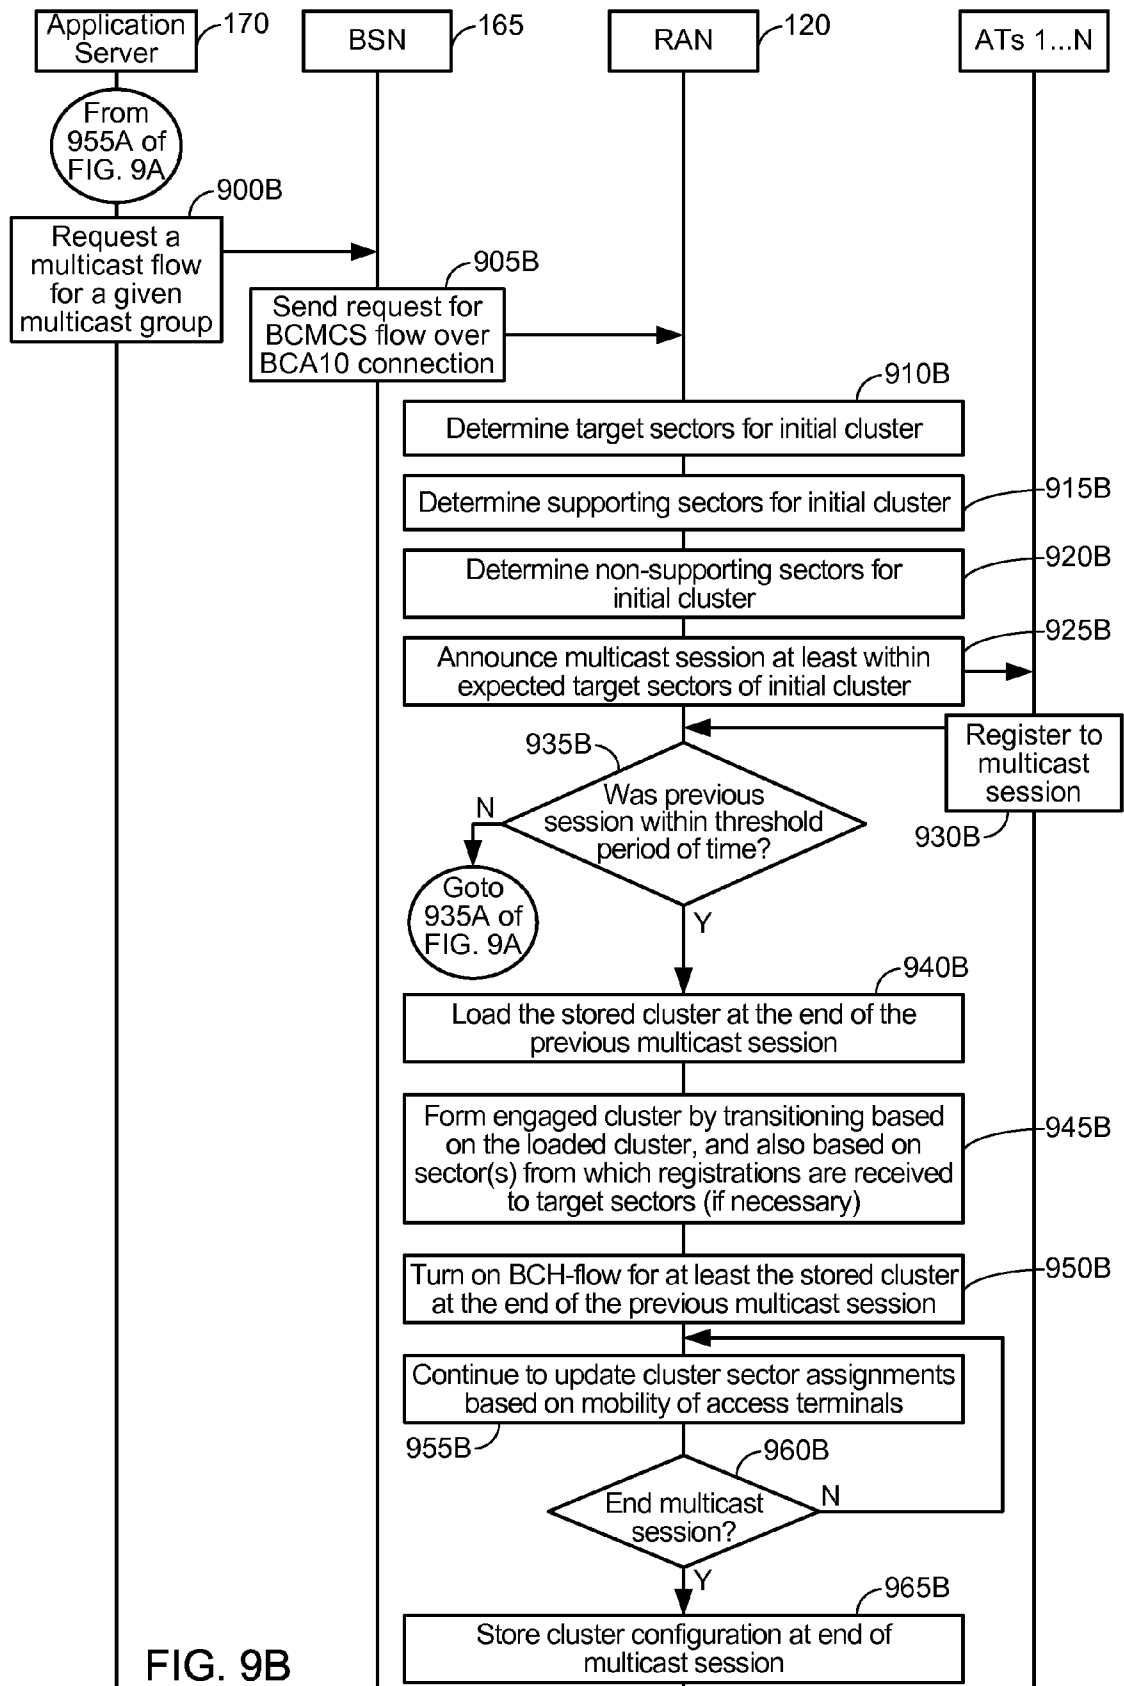 Application
Server
170
BSN
165
RAN
120
ATs 1...N
From
955A of
FIG. 9A
900B
Request a
multicast flow
for a given
multicast group
905B
Send request for
BCMCS flow over
BCA10 connection
910B
Determine target sectors for initial cluster
Determine supporting sectors for initial cluster
915B
Determine non-supporting sectors for
initial cluster
920B
925B
Announce multicast session at least within
expected target sectors of initial cluster
Register to
multicast
session
930B
935B
Was previous
session within threshold
period of time?
N
Goto
935A of
FIG. 9A
Y
940B
Load the stored cluster at the end of the
previous multicast session
Form engaged cluster by transitioning based
on the loaded cluster, and also based on
sector(s) from which registrations are received
to target sectors (if necessary)
945B
Turn on BCH-flow for at least the stored cluster
at the end of the previous multicast session
950B
Continue to update cluster sector assignments
based on mobility of access terminals
955B
960B
End multicast
session?
N
Y
965B
Store cluster configuration at end of
multicast session
FIG. 9B